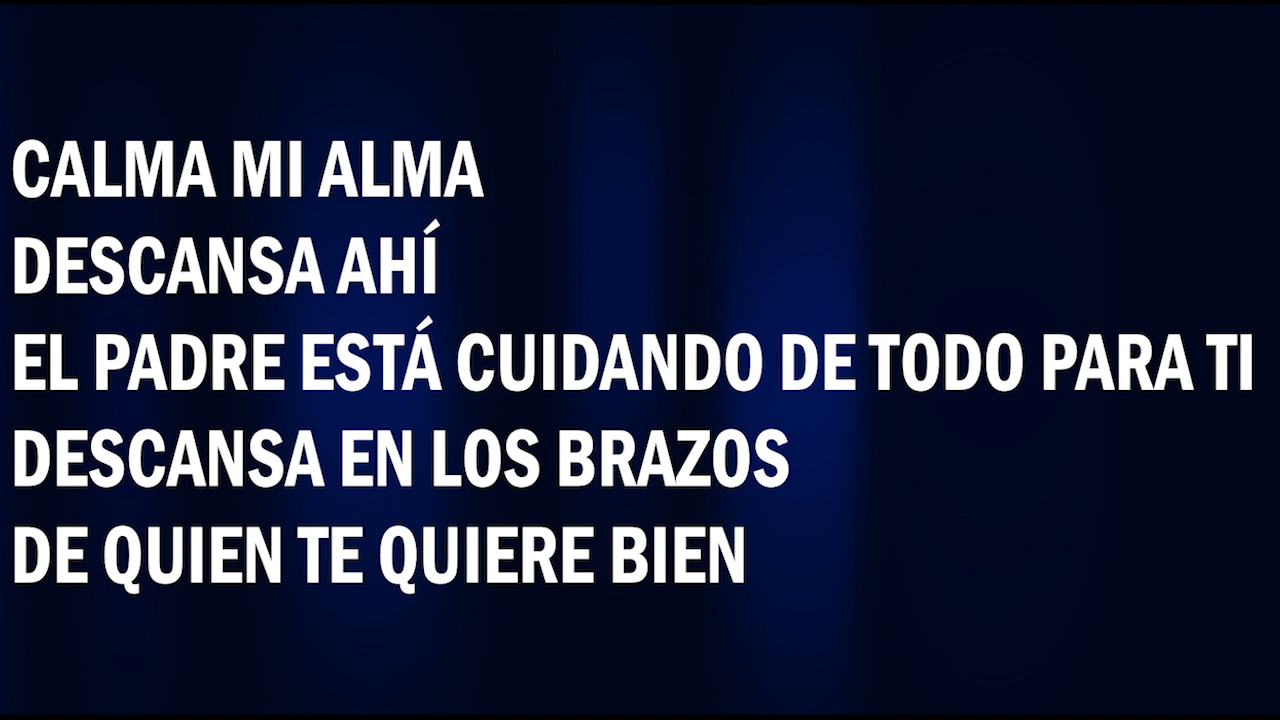 CALMA MI ALMA
DESCANSA AHÍ
EL PADRE ESTÁ CUIDANDO DE TODO PARA TI
DESCANSA EN LOS BRAZOS
DE QUIEN TE QUIERE BIEN